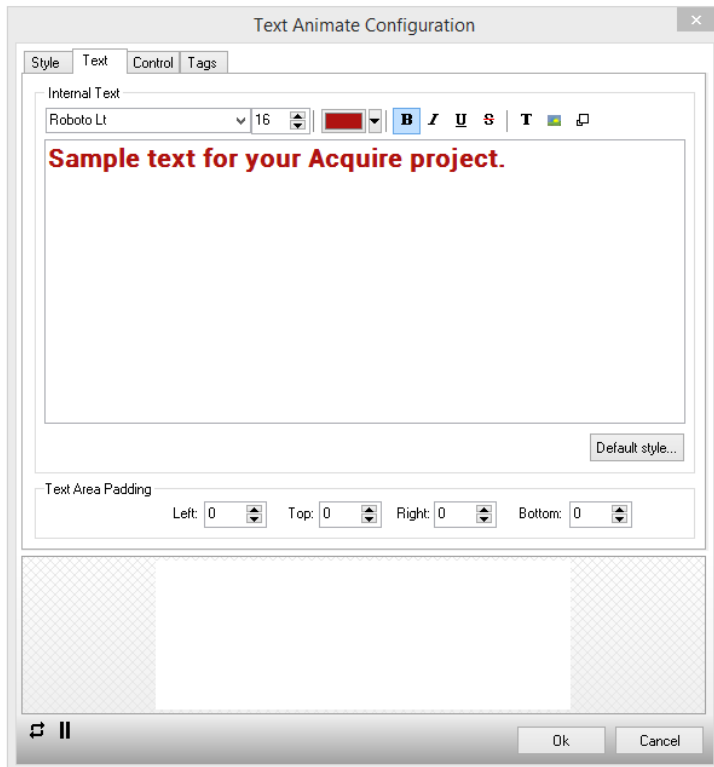 Text Animate Configuration
Style Text Control Tags
Internal Text
Roboto Lt 16 B I U S T
Sample text for your Acquire project.
Default style...
Text Area Padding
Left: 0 Top: 0 Right: 0 Bottom: 0
Ok Cancel